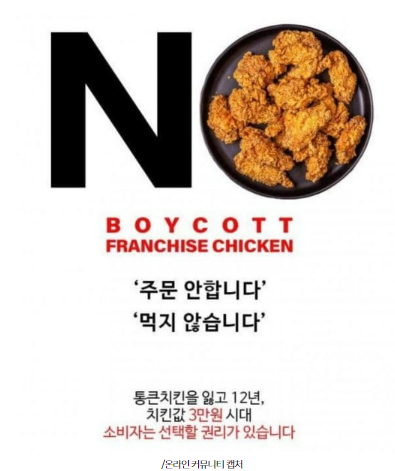 NO
BOYCOTT
FRANCHISE CHICKEN
‘주문 안합니다’
‘먹지 않습니다’
통큰치킨을 잃고 12년,
치킨값 3만원 시대
소비자는 선택할 권리가 있습니다
/온라인 커뮤니티 캡처